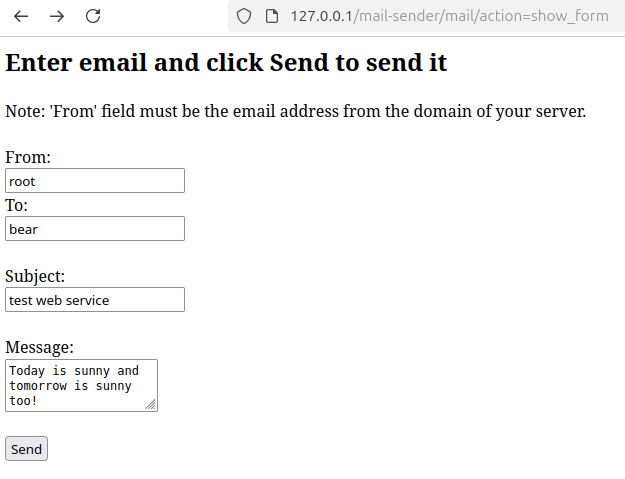 127.0.0.1/mail-sender/mail/action=show_form
Enter email and click Send to send it
Note: 'From' field must be the email address from the domain of your server.
From:
root
To:
bear
Subject:
test web service
Message:
Today is sunny and
tomorrow is sunny
too!
Send